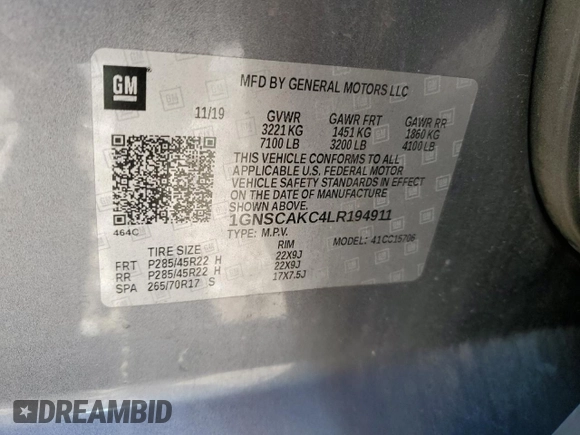 GM
MFD BY GENERAL MOTORS LLC
11/19 GVWR GAWR FRT GAWR RR
3221 KG 1451 KG 1860 KG
7100 LB 3200 LB 4100 LB
THIS VEHICLE CONFORMS TO ALL
APPLICABLE U.S. FEDERAL MOTOR
VEHICLE SAFETY STANDARDS IN EFFECT
ON THE DATE OF MANUFACTURE
SHOWN ABOVE.
464C 1GNSCAKC4LR194911
TYPE: M.P.V. MODEL: 41CC15706
TIRE SIZE RIM
FRT P285/45R22 H 22X9J
RR P285/45R22 H 22X9J
SPA 265/70R17 S 17X7.5J
DREAMBID